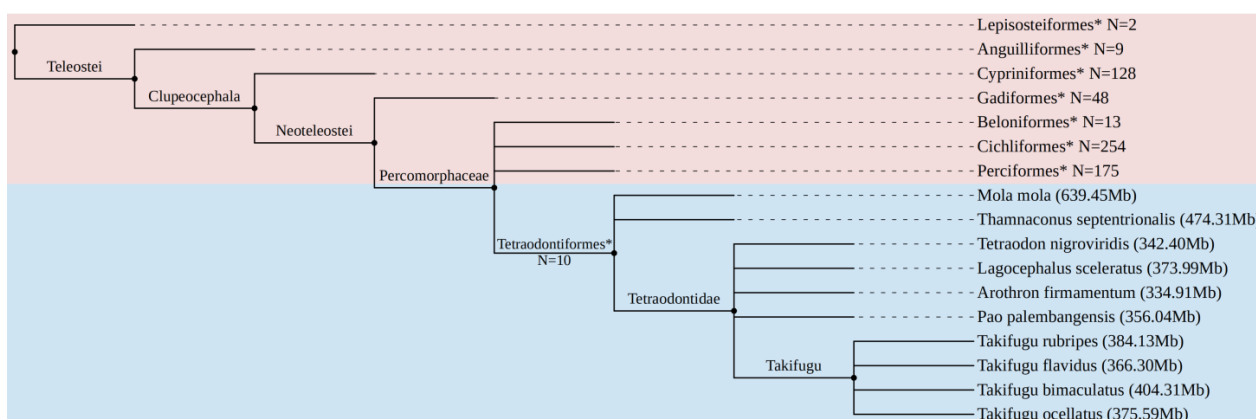 Lepisosteiformes* N=2
Anguilliformes* N=9
Teleostei
Cypriniformes* N=128
Clupeocephala
Gadiformes* N=48
Beloniformes* N=13
Neoteleostei
Cichliformes* N=254
Perciformes* N=175
Percomorphaceae
Mola mola (639.45Mb)
Thamnaconus septentrionalis (474.31Mb
Tetraodontiformes*
N=10
Tetraodon nigroviridis (342.40Mb)
Lagocephalus sceleratus (373.99Mb)
Arothron firmamentum (334.91Mb)
Tetraodontidae
Pao palembangensis (356.04Mb)
Takifugu rubripes (384.13Mb)
Takifugu
Takifugu flavidus (366.30Mb)
Takifugu bimaculatus (404.31Mb)
Takifugu ocellatus (375.59Mb)